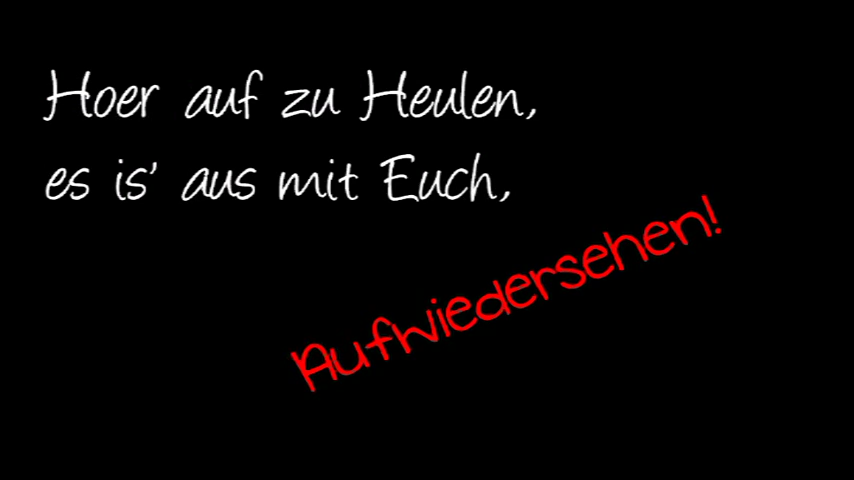 Hoer auf zu Heulen,
es is' aus mit Euch,
Aufwiedersehen!